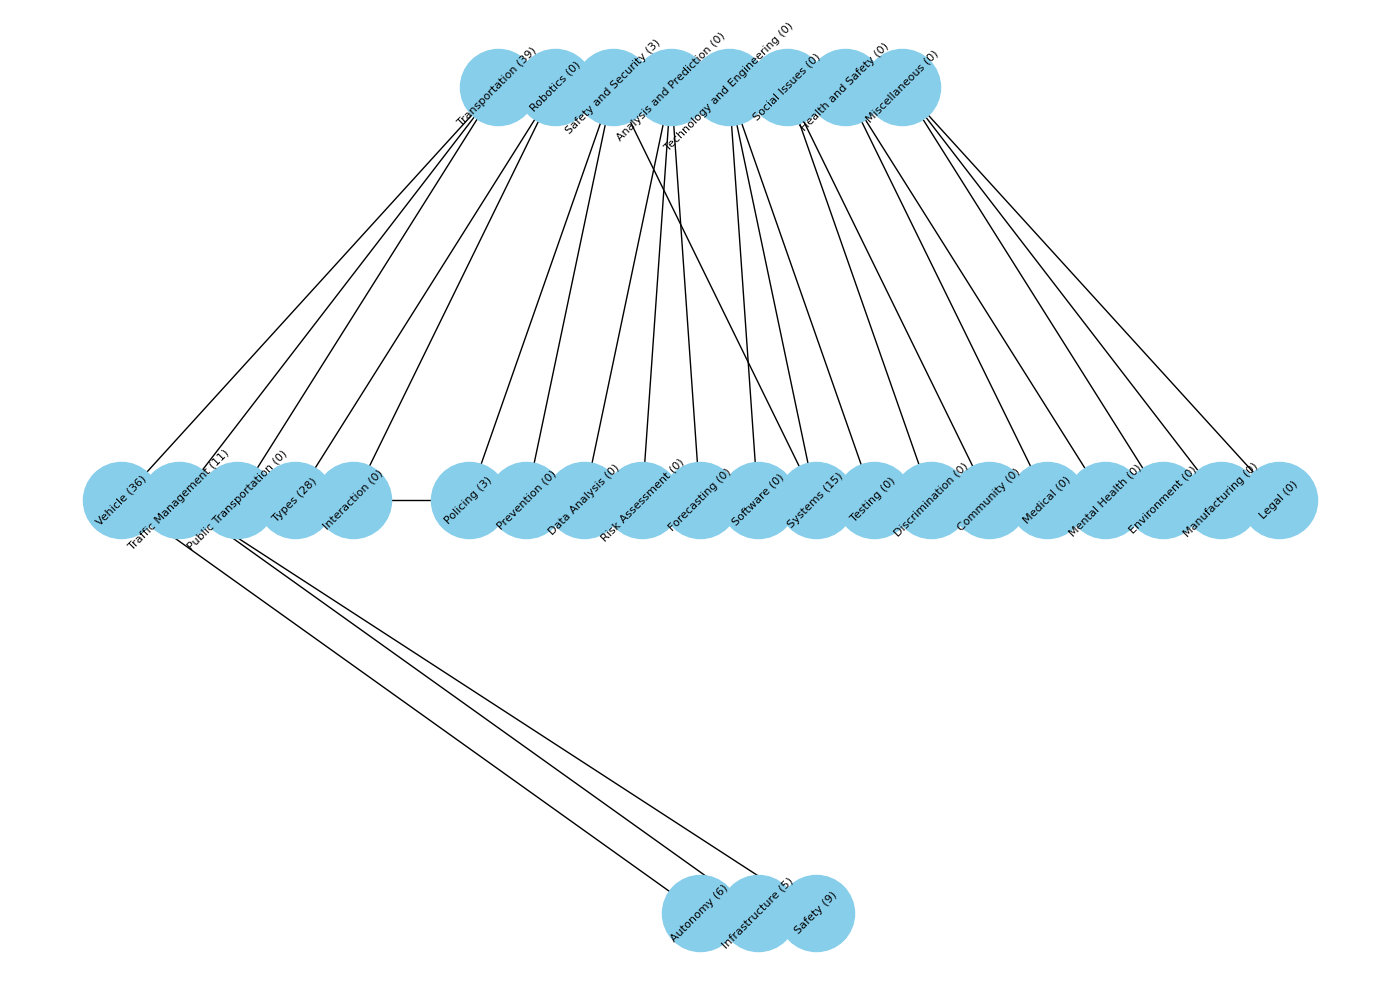 Transportation (39)
Robotics (0)
Safety and Security (3)
Analysis and Prediction (0)
Technology and Engineering (0)
Social Issues (0)
Health and Safety (0)
Miscellaneous (0)
Vehicle (36)
Traffic Management (11)
Public Transportation (0)
Types (28)
Interaction (0)
Policing (3)
Prevention (0)
Data Analysis (0)
Risk Assessment (0)
Forecasting (0)
Software (0)
Systems (15)
Testing (0)
Discrimination (0)
Community (0)
Medical (0)
Mental Health (0)
Environment (0)
Manufacturing (0)
Legal (0)
Autonomy (6)
Infrastructure (5)
Safety (9)